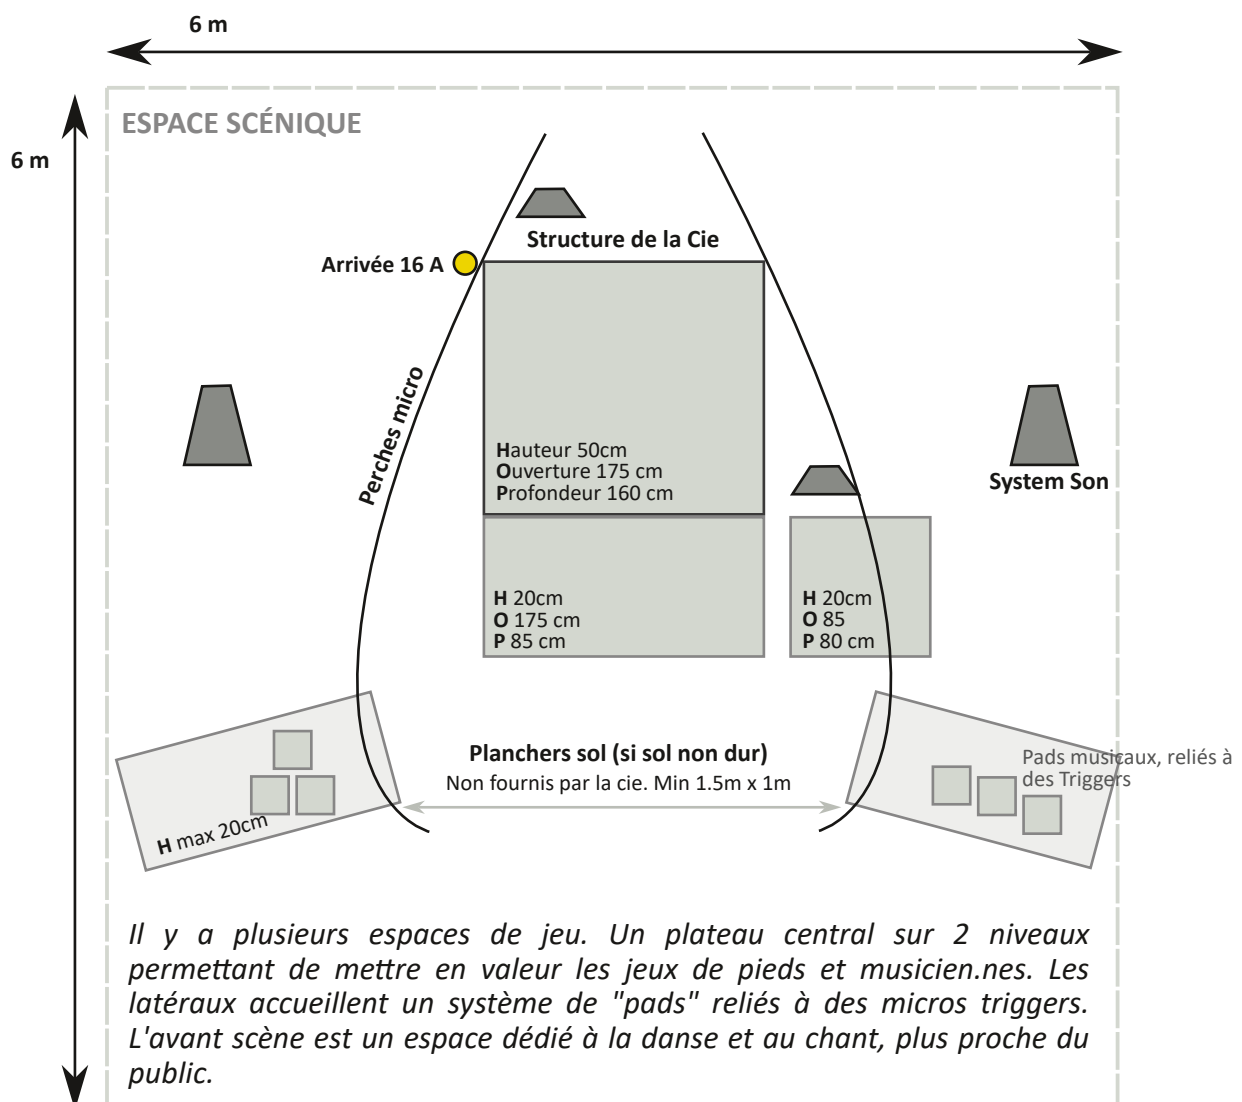 6 m
6 m
ESPACE SCÉNIQUE
Structure de la Cie
Arrivée 16 A
Perches micro
Hauteur 50cm
Ouverture 175 cm
Profondeur 160 cm
System Son
H 20cm
O 175 cm
P 85 cm
H 20cm
O 85
P 80 cm
Planchers sol (si sol non dur)
Non fournis par la cie. Min 1.5m x 1m
Pads musicaux, reliés à
des Triggers
H max 20cm
Il y a plusieurs espaces de jeu. Un plateau central sur 2 niveaux
permettant de mettre en valeur les jeux de pieds et musicien.nes. Les
latéraux accueillent un système de "pads" reliés à des micros triggers.
L'avant scène est un espace dédié à la danse et au chant, plus proche du
public.